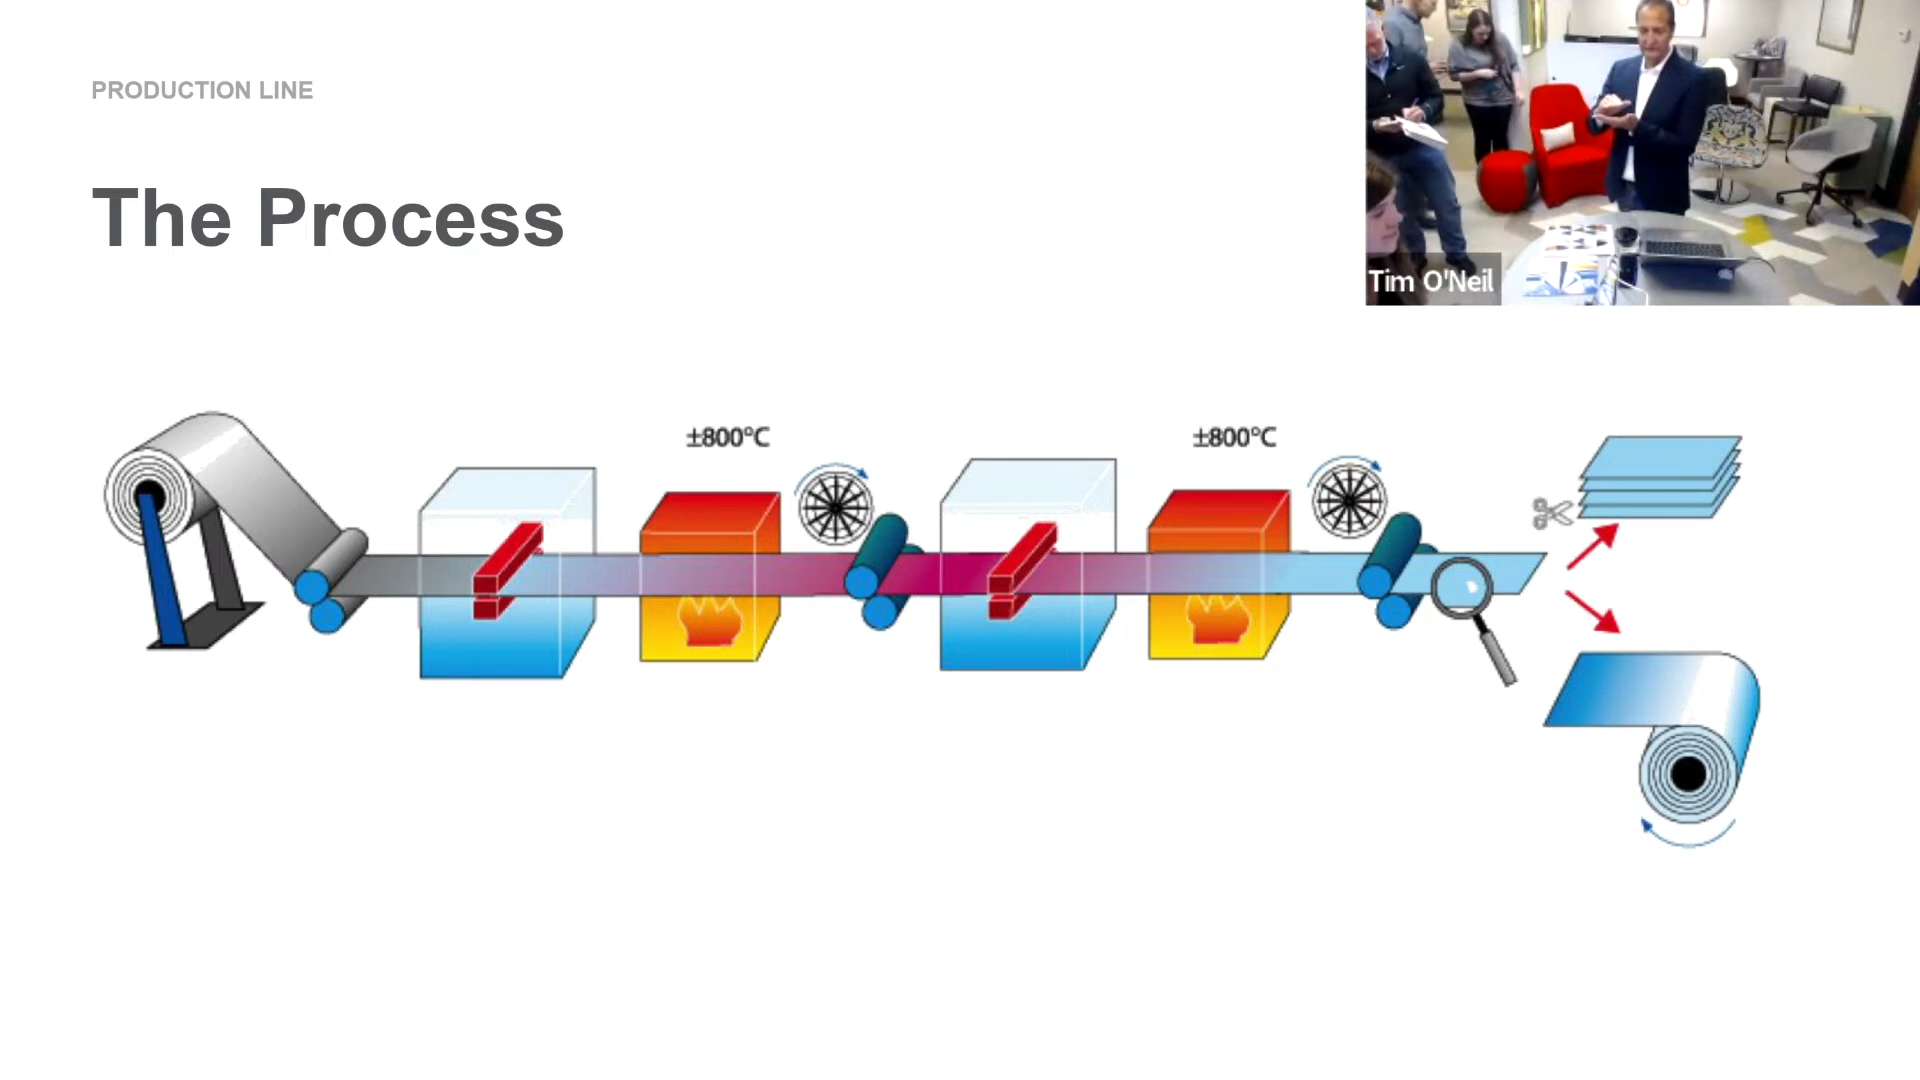 PRODUCTION LINE
The Process
Tim O'Neil
±800°C
±800°C